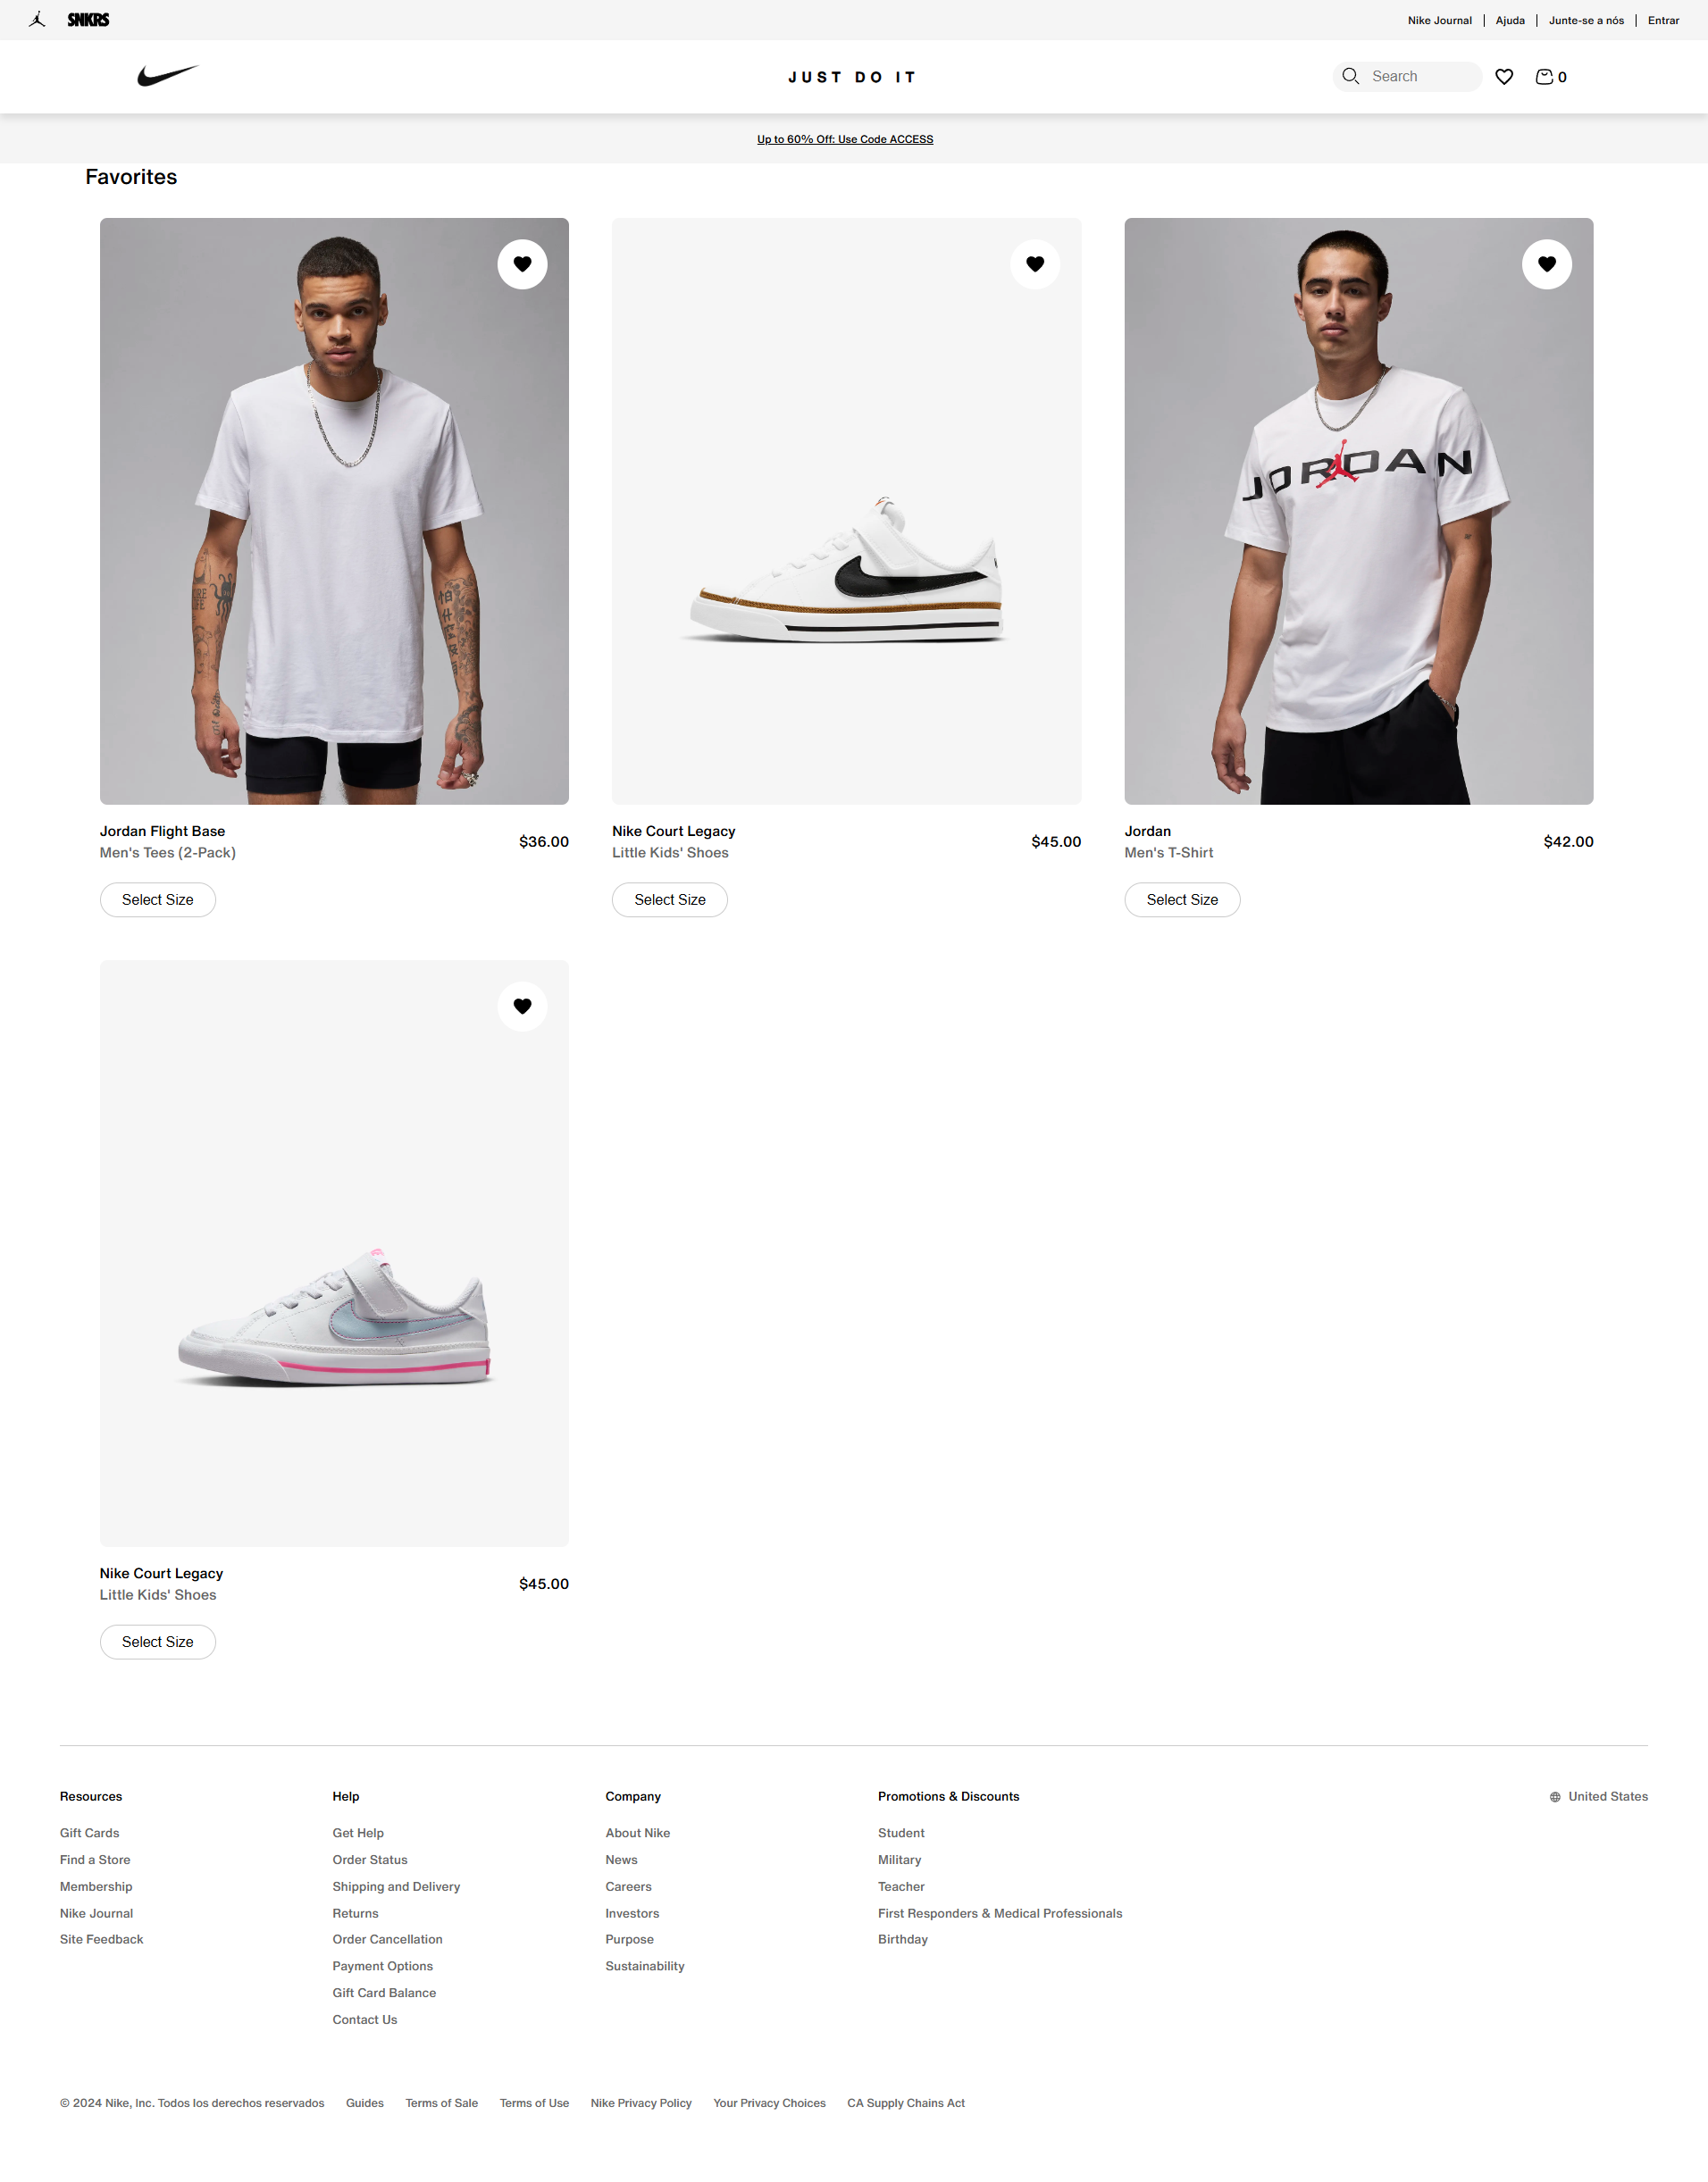 SNKRS
Nike Journal
Ajuda
Junte-se a nós
Entrar
JUST DO IT
Search
0
Up to 60% Off: Use Code ACCESS
Favorites
JORDAN
Jordan Flight Base
Men's Tees (2-Pack)
$36.00
Select Size
Nike Court Legacy
Little Kids' Shoes
$45.00
Select Size
Jordan
Men's T-Shirt
$42.00
Select Size
Nike Court Legacy
Little Kids' Shoes
$45.00
Select Size
Resources
Gift Cards
Find a Store
Membership
Nike Journal
Site Feedback
Help
Get Help
Order Status
Shipping and Delivery
Returns
Order Cancellation
Payment Options
Gift Card Balance
Contact Us
Company
About Nike
News
Careers
Investors
Purpose
Sustainability
Promotions & Discounts
Student
Military
Teacher
First Responders & Medical Professionals
Birthday
United States
© 2024 Nike, Inc. Todos los derechos reservados
Guides
Terms of Sale
Terms of Use
Nike Privacy Policy
Your Privacy Choices
CA Supply Chains Act